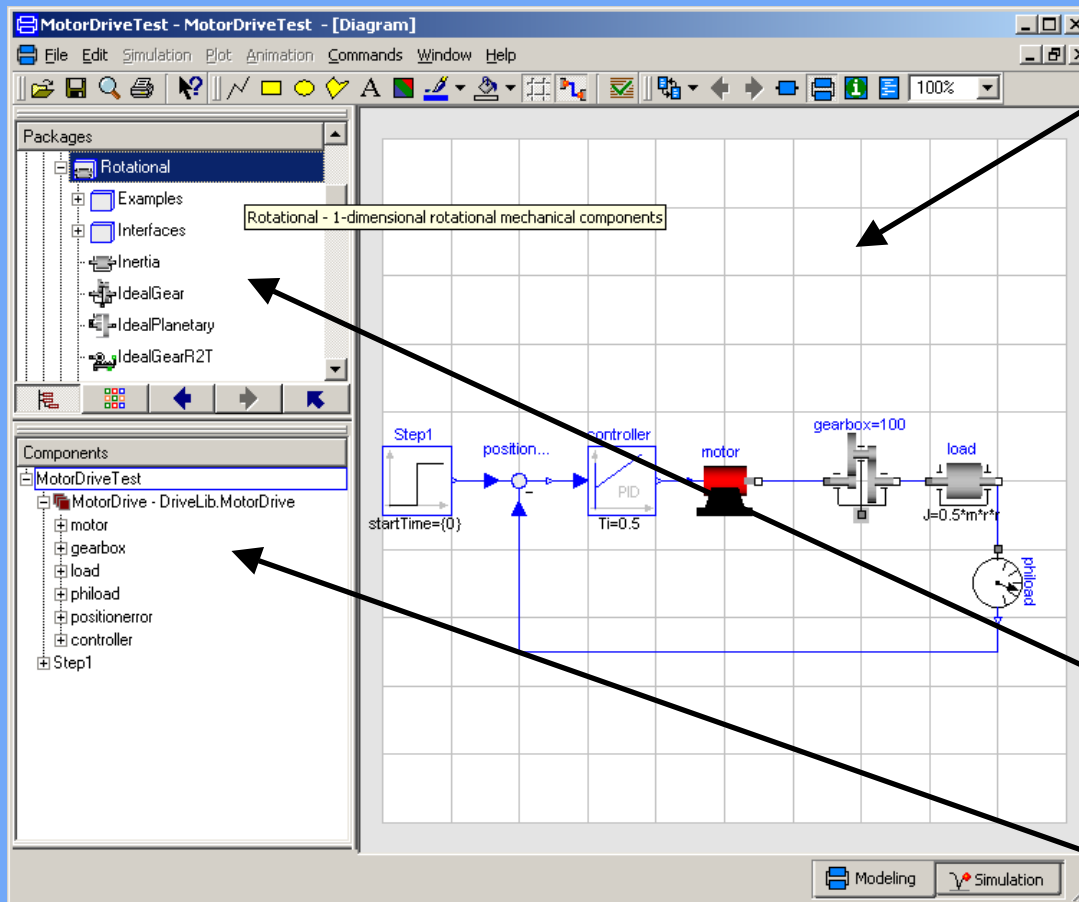 MotorDriveTest - MotorDriveTest - [Diagram]
File Edit Simulation Plot Animation Commands Window Help
A 100%
Packages
Rotational
Examples
Rotational - 1-dimensional rotational mechanical components
Interfaces
Inertia
IdealGear
IdealPlanetary
IdealGearR2T
Components
MotorDriveTest
MotorDrive - DriveLib.MotorDrive
motor
gearbox
load
phiload
positionerror
controller
Step1
gearbox=100
Step1 position... controller motor load
PID
startTime={0} Ti=0.5 J=0.5*m*r*r
phiload
Modeling Simulation